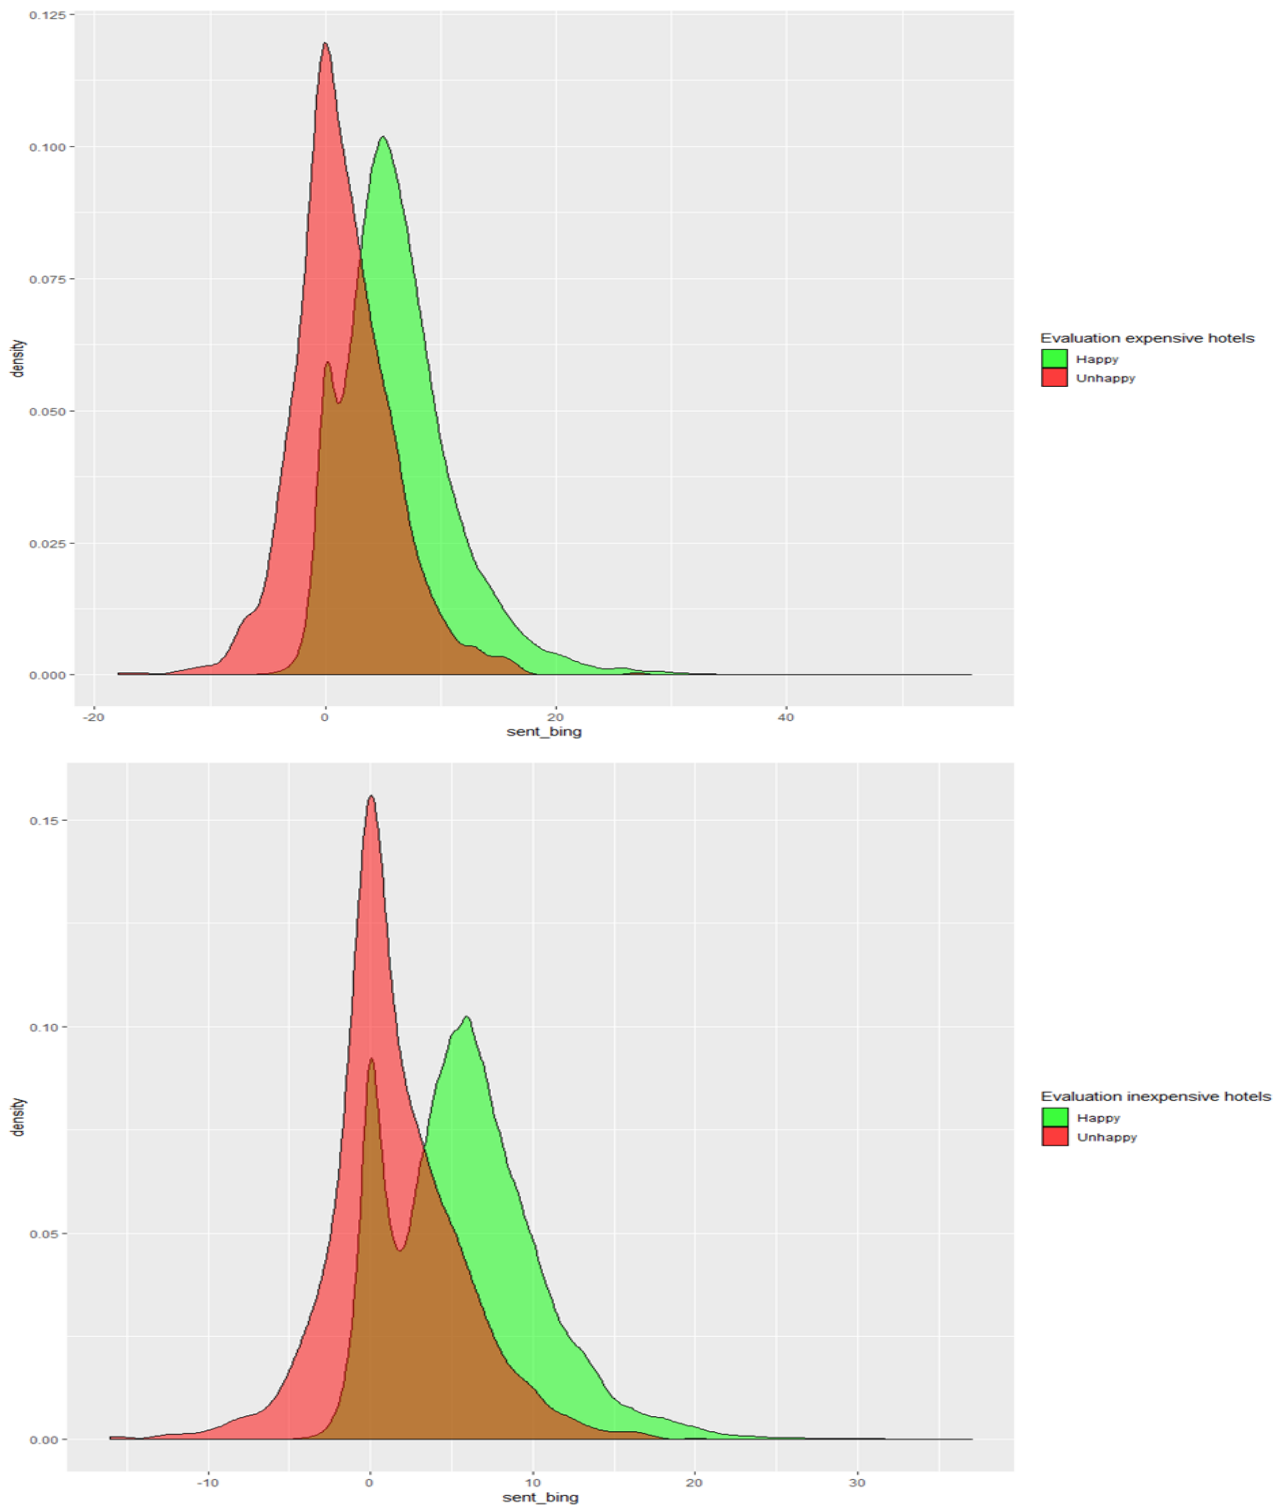 0.125
0.100
0.075
0.050
0.025
0.000
density
-20
0
20
40
sent_bing
Evaluation expensive hotels
Happy
Unhappy
0.15
0.10
0.05
0.00
density
-10
0
10
20
30
sent_bing
Evaluation inexpensive hotels
Happy
Unhappy